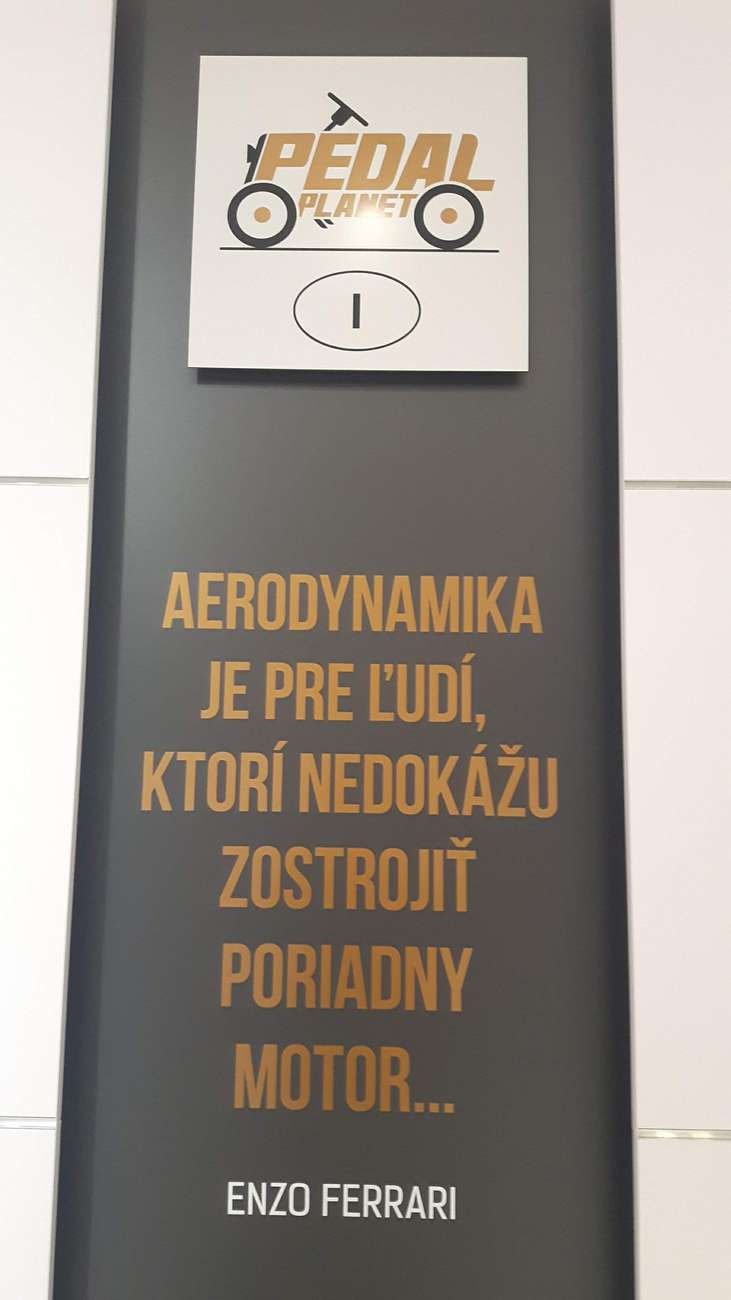 PEDAL
PLANET
I
AERODYNAMIKA
JE PRE ĽUDÍ,
KTORÍ NEDOKÁŽU
ZOSTROJIŤ
PORIADNY
MOTOR...
ENZO FERRARI